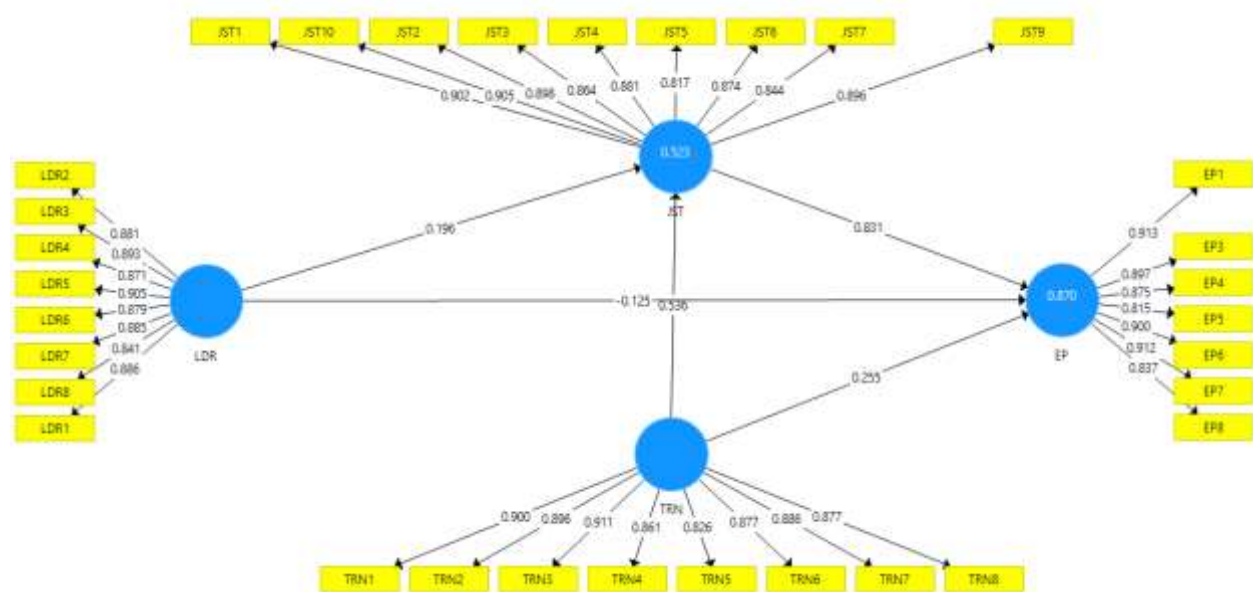 JST1 JST10 JST2 JST3 JST4 JST5 JST6 JST7 JST9
0.902 0.905 0.898 0.864 0.881 0.817 0.874 0.844 0.896
0.523
JST
LDR2
LDR3
LDR4
LDR5
LDR6
LDR7
LDR8
LDR1
0.881
0.893
0.871
0.905
0.879
0.885
0.841
0.886
LDR
0.196
0.831
-0.125
0.536
0.255
0.870
EP
0.913
0.897
0.875
0.815
0.900
0.912
0.837
EP1
EP3
EP4
EP5
EP6
EP7
EP8
TRN
0.900 0.896 0.911 0.861 0.826 0.877 0.886 0.877
TRN1 TRN2 TRN3 TRN4 TRN5 TRN6 TRN7 TRN8